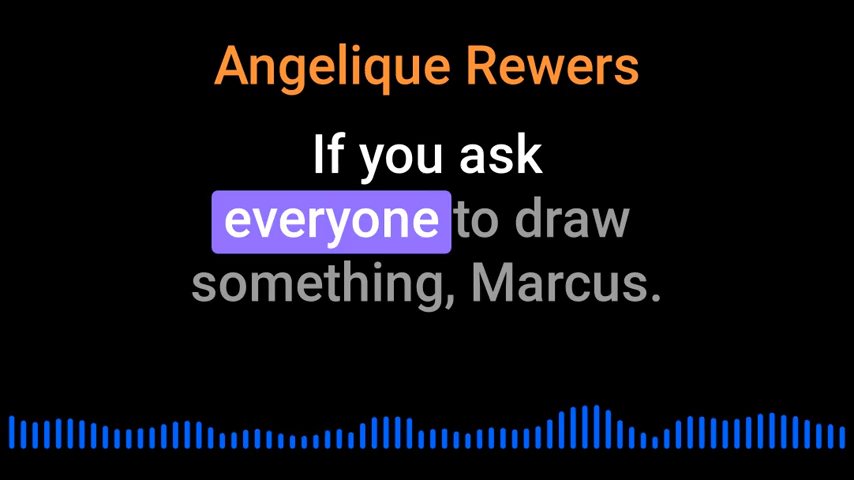 Angelique Rewers
If you ask
everyone to draw
something, Marcus.